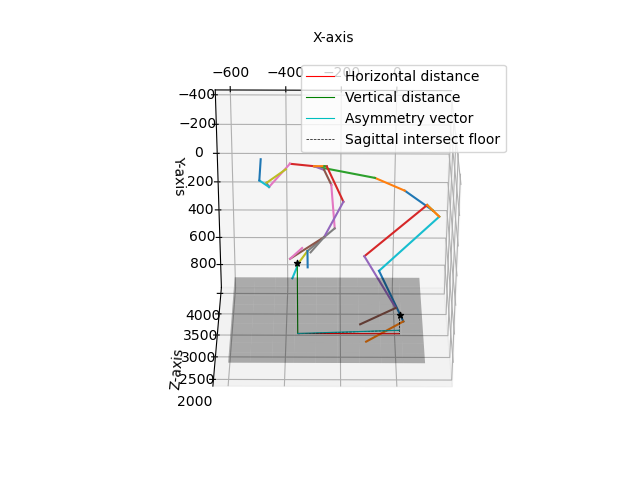 X-axis
−600
−400
−200
0
Horizontal distance
Vertical distance
Asymmetry vector
Sagittal intersect floor
−400
−200
0
200
400
600
800
Y-axis
4000
3500
3000
2500
2000
Z-axis